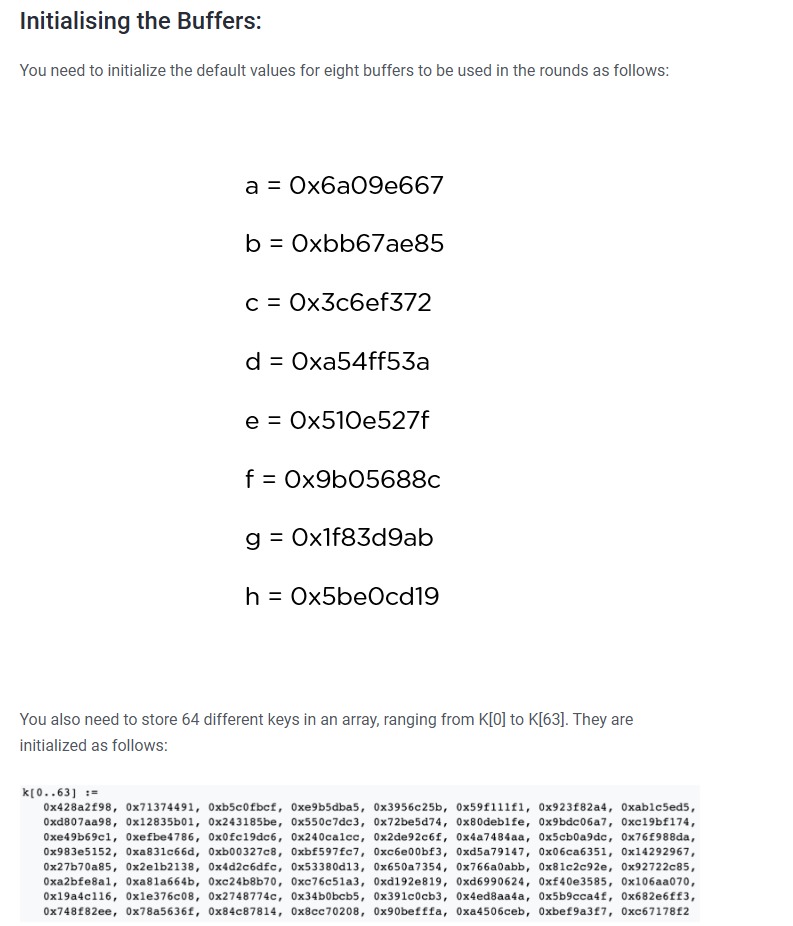 Initialising the Buffers:
You need to initialize the default values for eight buffers to be used in the rounds as follows:
a = 0x6a09e667
b = 0xbb67ae85
c = 0x3c6ef372
d = 0xa54ff53a
e = 0x510e527f
f = 0x9b05688c
g = 0x1f83d9ab
h = 0x5be0cd19
You also need to store 64 different keys in an array, ranging from K[0] to K[63]. They are
initialized as follows:
k[0..63] :=
0x428a2f98, 0x71374491, 0xb5c0fbcf, 0xe9b5dba5, 0x3956c25b, 0x59f111f1, 0x923f82a4, 0xab1c5ed5,
0xd807aa98, 0x12835b01, 0x243185be, 0x550c7dc3, 0x72be5d74, 0x80deb1fe, 0x9bdc06a7, 0xc19bf174,
0xe49b69c1, 0xefbe4786, 0x0fc19dc6, 0x240ca1cc, 0x2de92c6f, 0x4a7484aa, 0x5cb0a9dc, 0x76f988da,
0x983e5152, 0xa831c66d, 0xb00327c8, 0xbf597fc7, 0xc6e00bf3, 0xd5a79147, 0x06ca6351, 0x14292967,
0x27b70a85, 0x2e1b2138, 0x4d2c6dfc, 0x53380d13, 0x650a7354, 0x766a0abb, 0x81c2c92e, 0x92722c85,
0xa2bfe8a1, 0xa81a664b, 0xc24b8b70, 0xc76c51a3, 0xd192e819, 0xd6990624, 0xf40e3585, 0x106aa070,
0x19a4c116, 0x1e376c08, 0x2748774c, 0x34b0bcb5, 0x391c0cb3, 0x4ed8aa4a, 0x5b9cca4f, 0x682e6ff3,
0x748f82ee, 0x78a5636f, 0x84c87814, 0x8cc70208, 0x90befffa, 0xa4506ceb, 0xbef9a3f7, 0xc67178f2